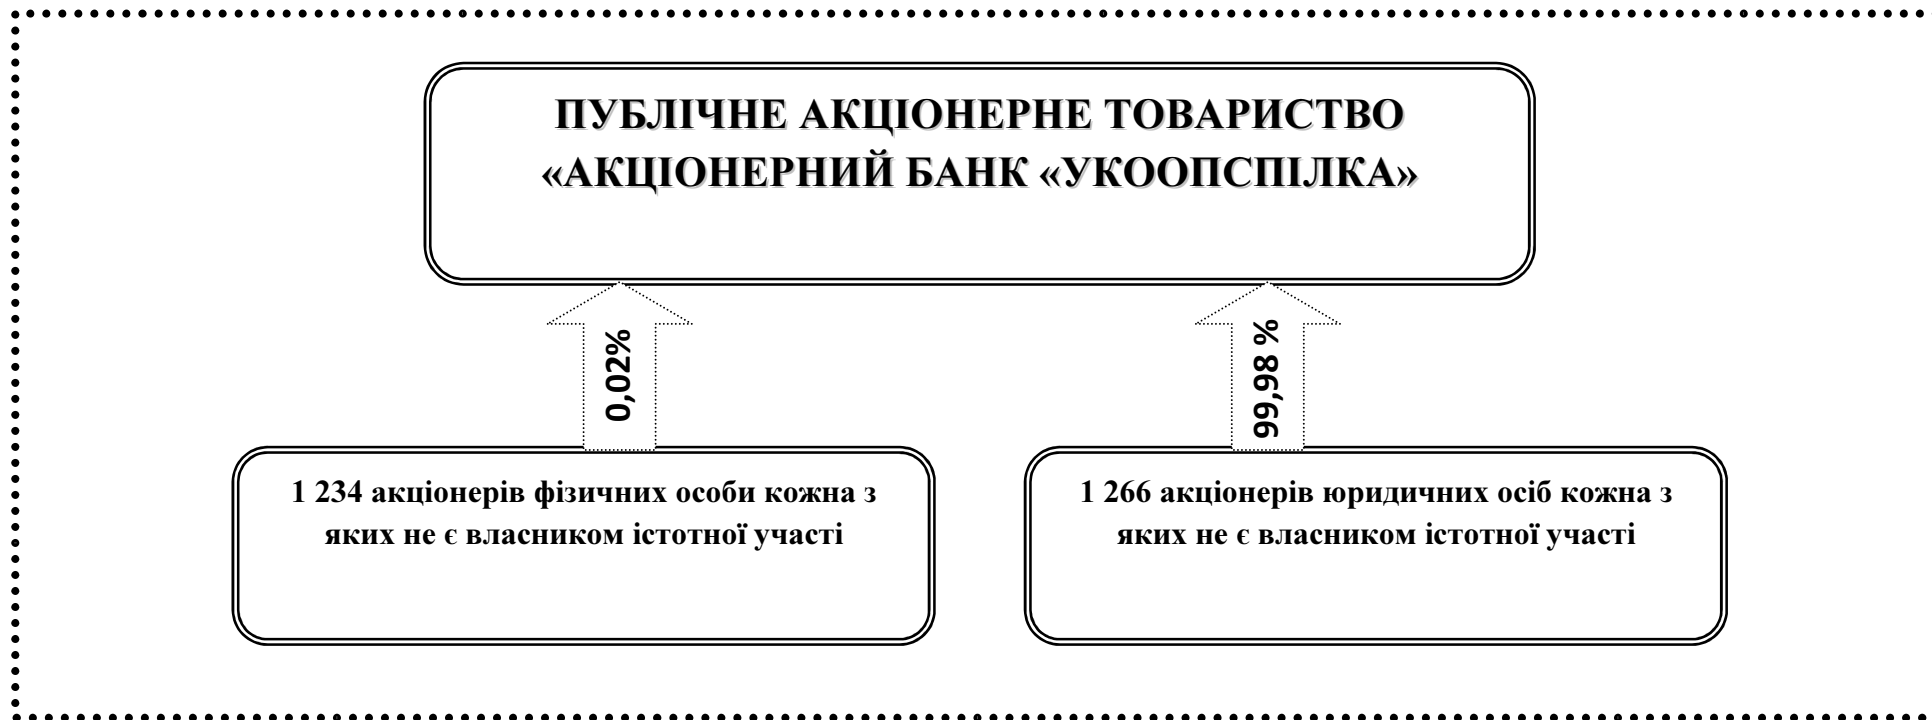 ПУБЛІЧНЕ АКЦІОНЕРНЕ ТОВАРИСТВО
«АКЦІОНЕРНИЙ БАНК «УКООПСПІЛКА»
0,02%
99,98 %
1 234 акціонерів фізичних особи кожна з
яких не є власником істотної участі
1 266 акціонерів юридичних осіб кожна з
яких не є власником істотної участі